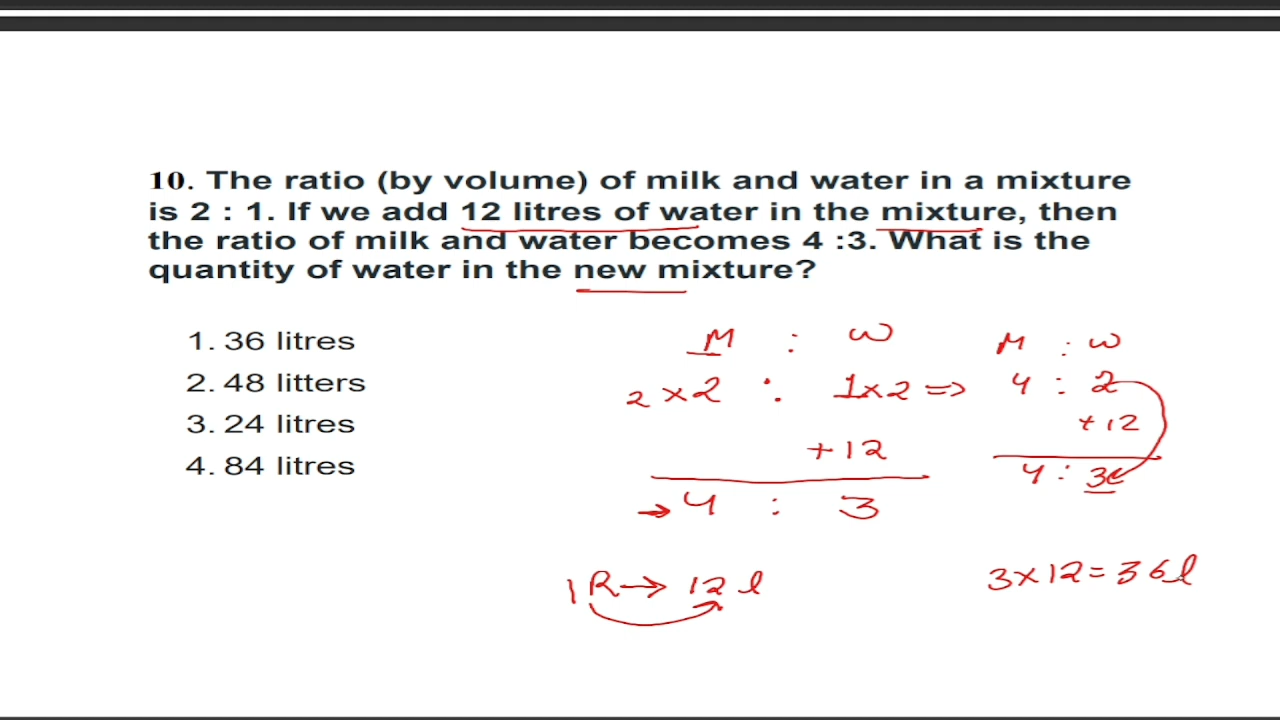 10. The ratio (by volume) of milk and water in a mixture
is 2 : 1. If we add 12 litres of water in the mixture, then
the ratio of milk and water becomes 4 :3. What is the
quantity of water in the new mixture?
1. 36 litres
2. 48 litters
3. 24 litres
4. 84 litres
M : W
2 x 2 : 1 x 2 => 
+12
→ 4 : 3
1R → 12 l
M : W
4 : 2
+ 12
4 : 3
3 x 12 = 36 l